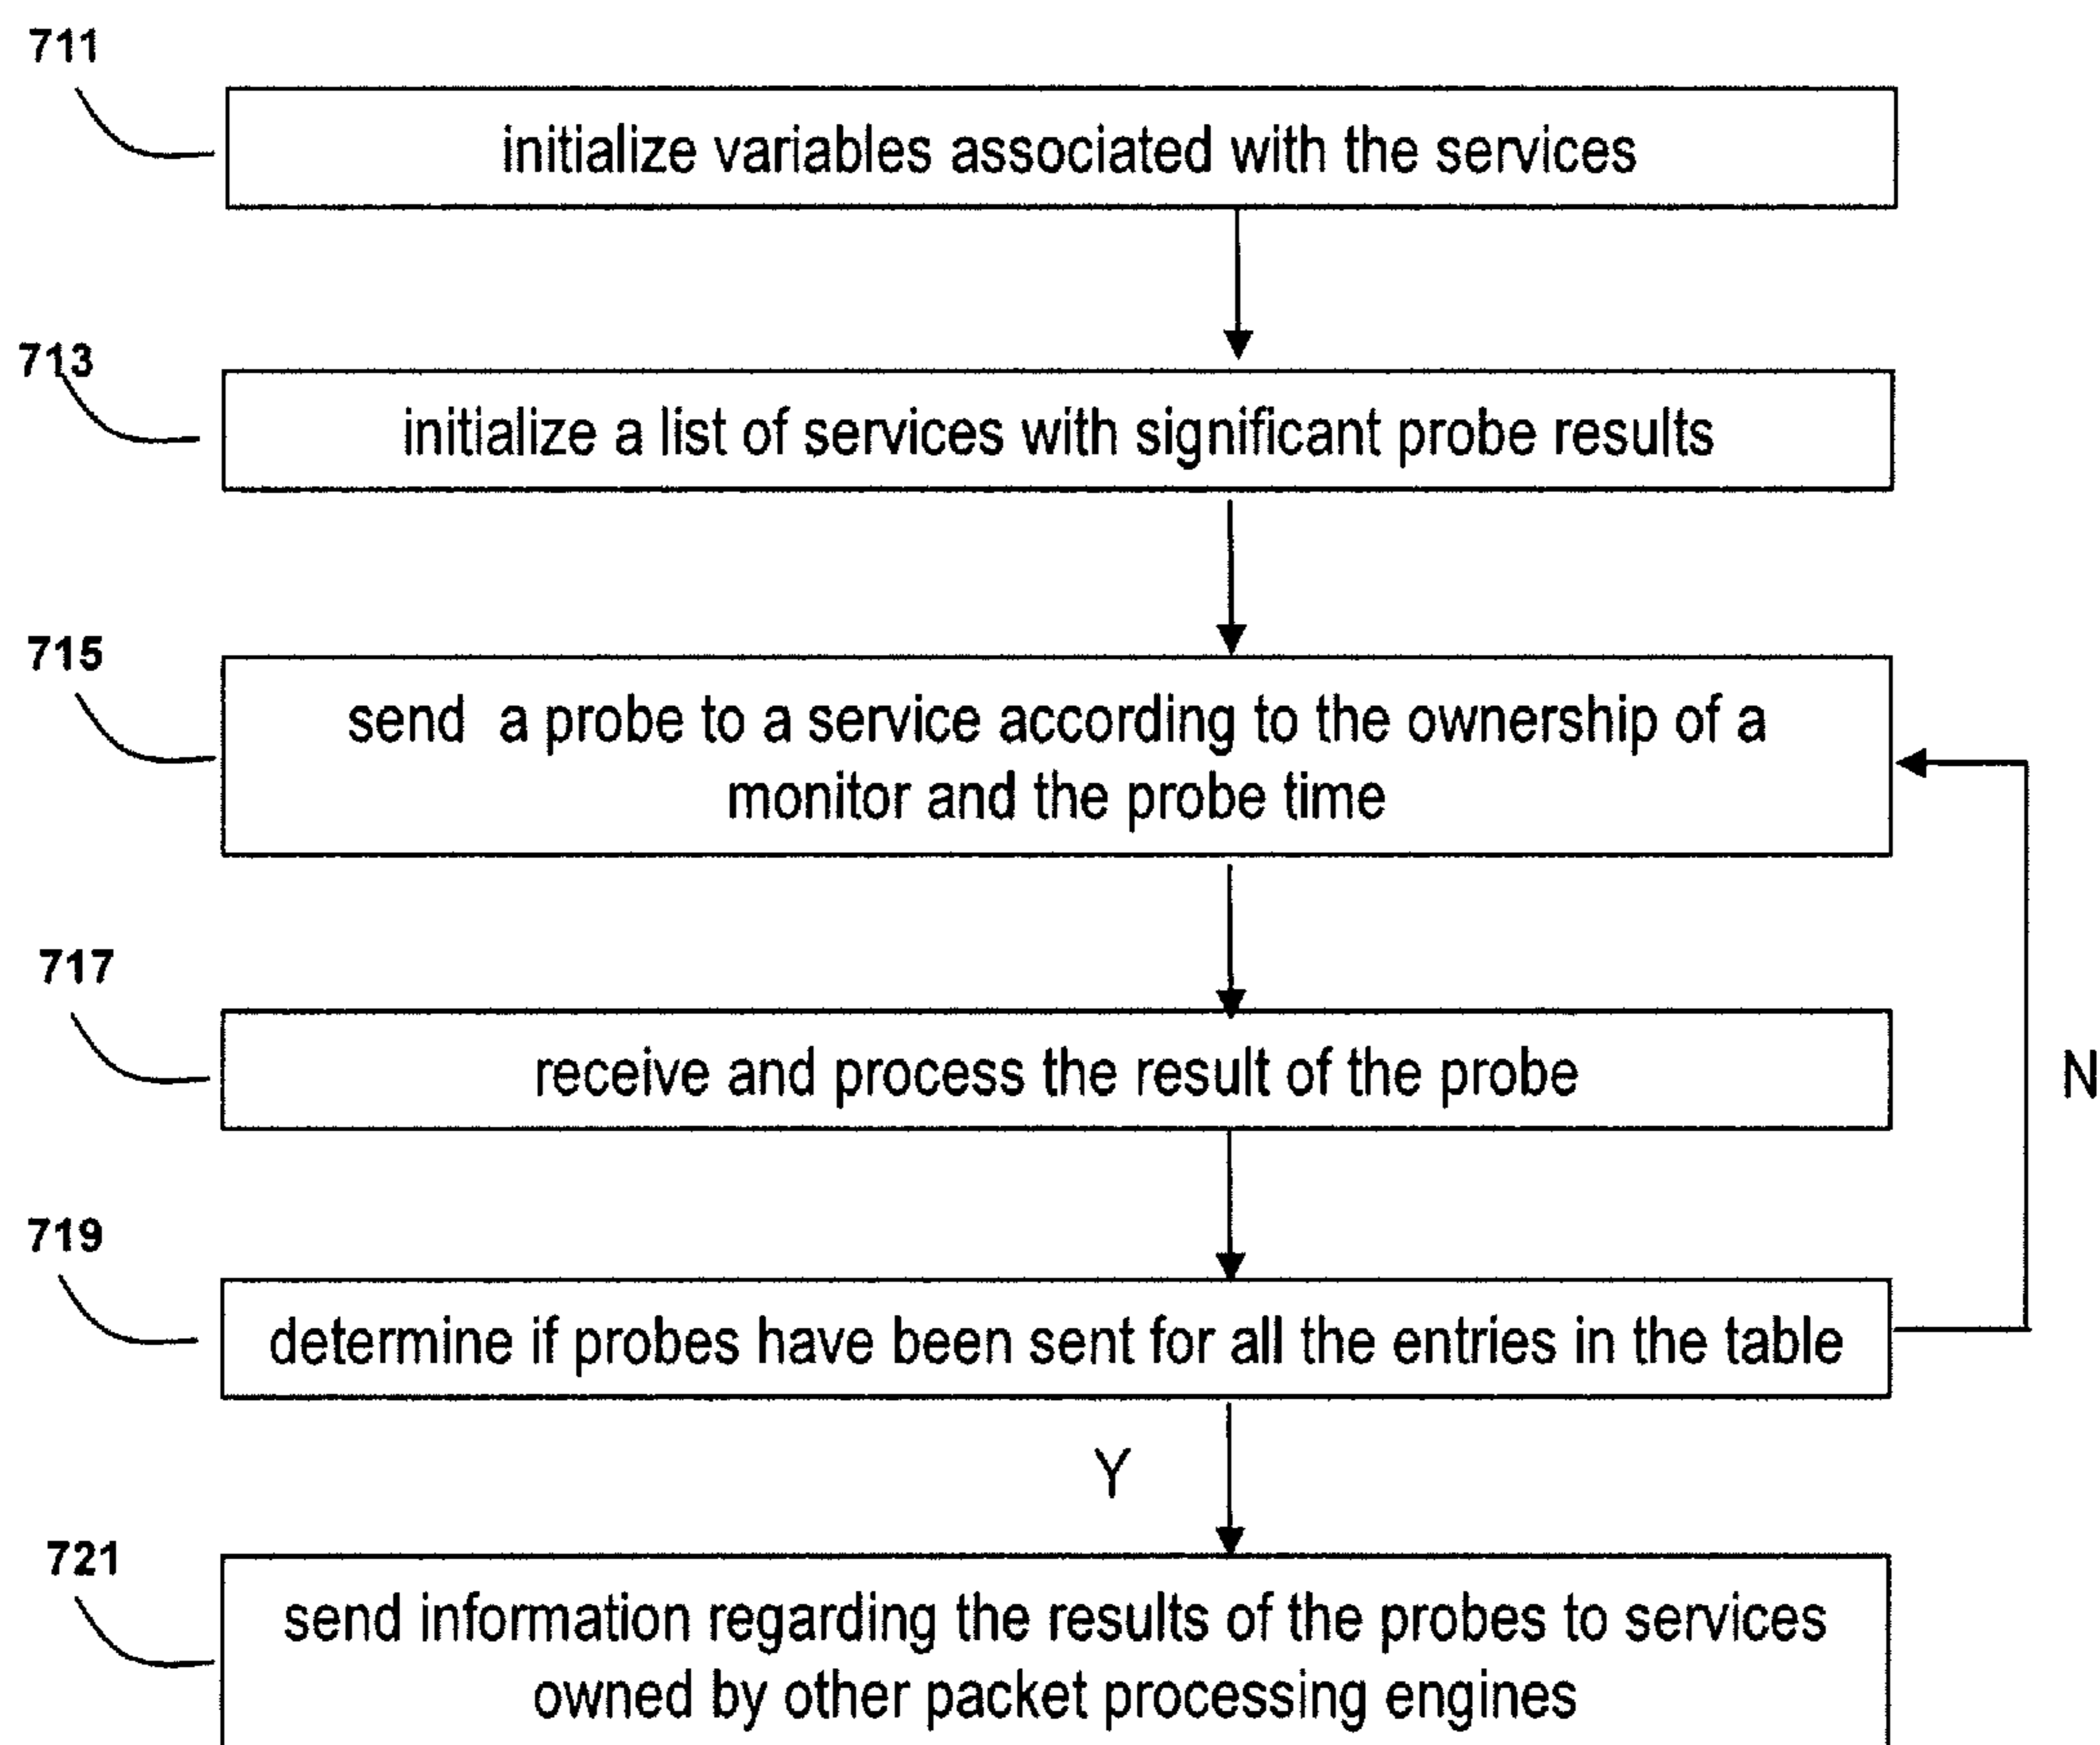 711
initialize variables associated with the services
713
initialize a list of services with significant probe results
715
send a probe to a service according to the ownership of a
monitor and the probe time
717
receive and process the result of the probe
N
719
determine if probes have been sent for all the entries in the table
Y
721
send information regarding the results of the probes to services
owned by other packet processing engines